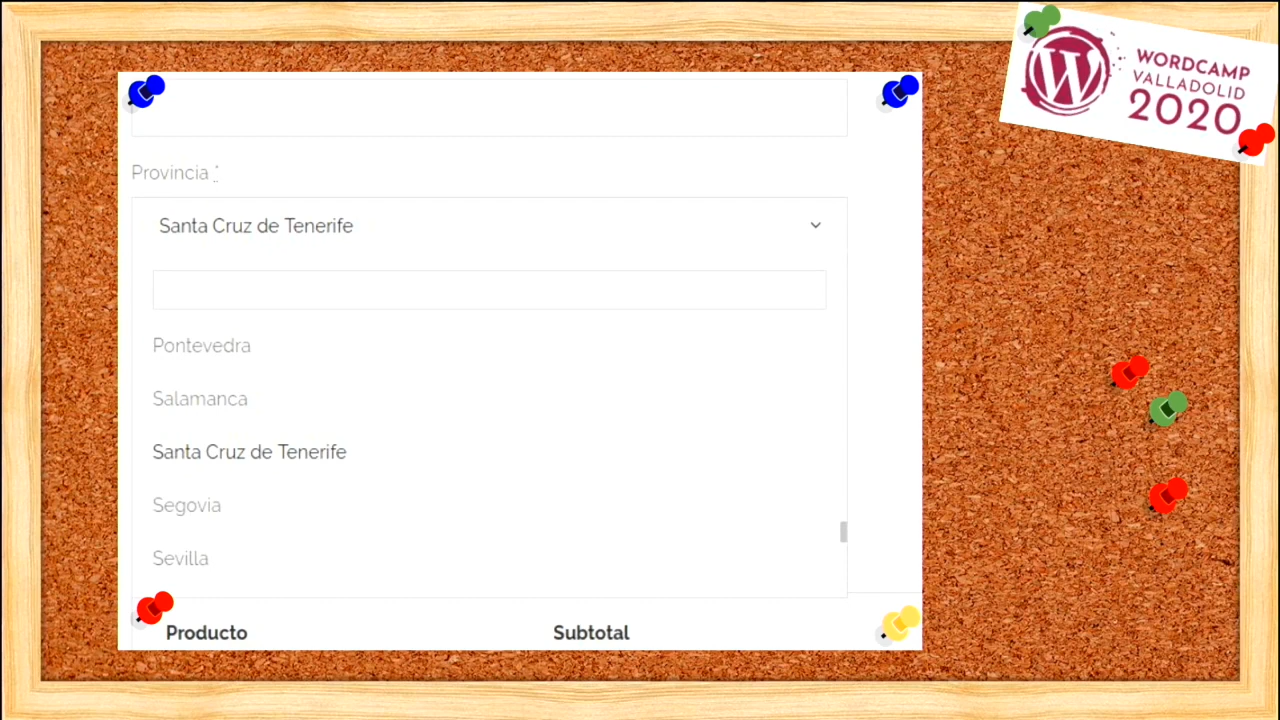 WORDCAMP
VALLADOLID
2020
Provincia *
Santa Cruz de Tenerife
Pontevedra
Salamanca
Santa Cruz de Tenerife
Segovia
Sevilla
Producto Subtotal